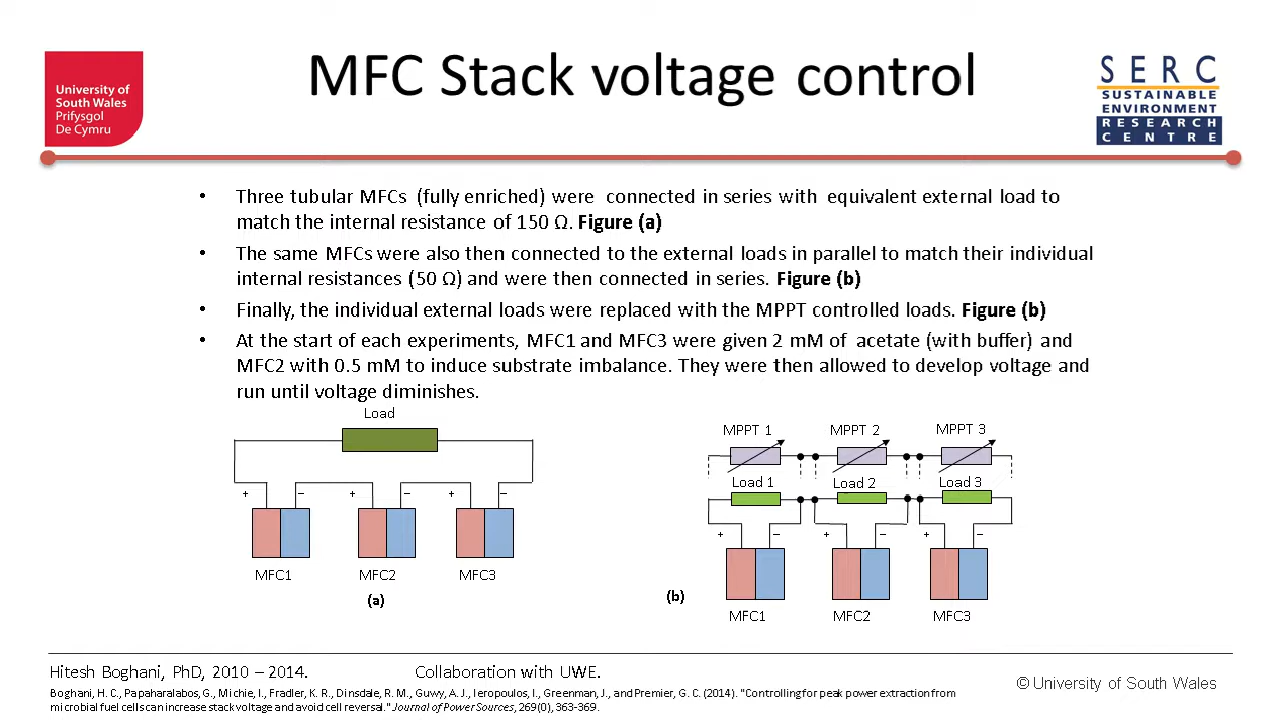 MFC Stack voltage control
University of
South Wales
Prifysgol
De Cymru
SERC
SUSTAINABLE
ENVIRONMENT
RESEARCH
CENTRE
• Three tubular MFCs (fully enriched) were connected in series with equivalent external load to
match the internal resistance of 150 Ω. Figure (a)
• The same MFCs were also then connected to the external loads in parallel to match their individual
internal resistances (50 Ω) and were then connected in series. Figure (b)
• Finally, the individual external loads were replaced with the MPPT controlled loads. Figure (b)
• At the start of each experiments, MFC1 and MFC3 were given 2 mM of acetate (with buffer) and
MFC2 with 0.5 mM to induce substrate imbalance. They were then allowed to develop voltage and
run until voltage diminishes.
Load
+ − + − + −
MFC1 MFC2 MFC3
(a)
MPPT 1 MPPT 2 MPPT 3
Load 1 Load 2 Load 3
+ − + − + −
(b)
MFC1 MFC2 MFC3
Hitesh Boghani, PhD, 2010 – 2014. Collaboration with UWE.
Boghani, H. C., Papaharalabos, G., Michie, I., Fradler, K. R., Dinsdale, R. M., Guwy, A. J., Ieropoulos, I., Greenman, J., and Premier, G. C. (2014). "Controlling for peak power extraction from
microbial fuel cells can increase stack voltage and avoid cell reversal." Journal of Power Sources, 269(0), 363-369.
© University of South Wales